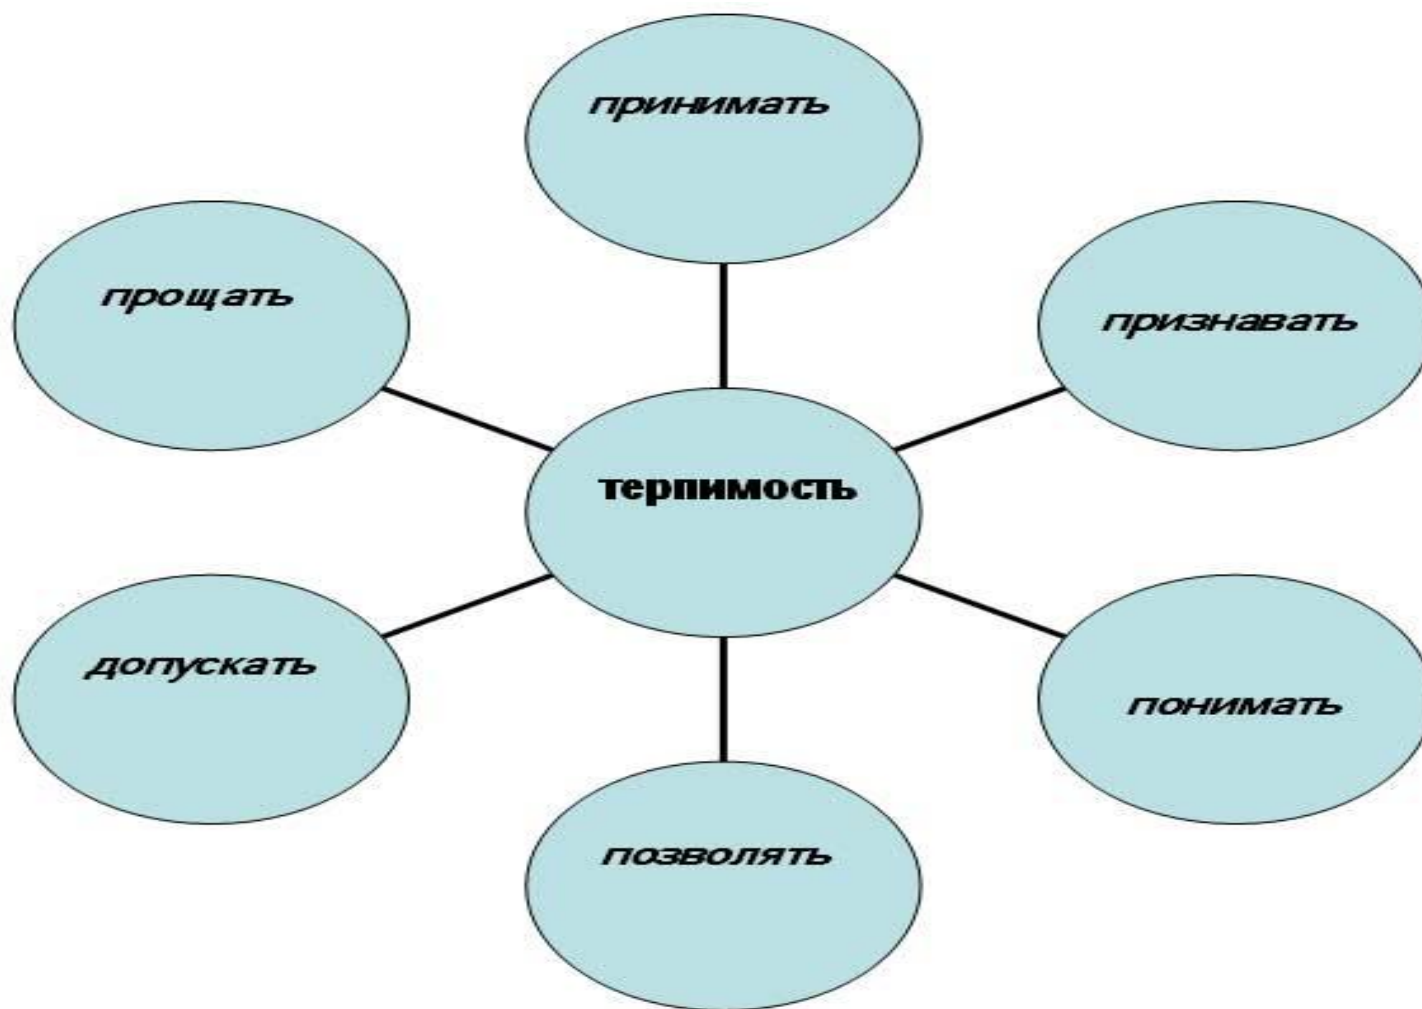 принимать
прощать
признавать
терпимость
допускать
понимать
позволять